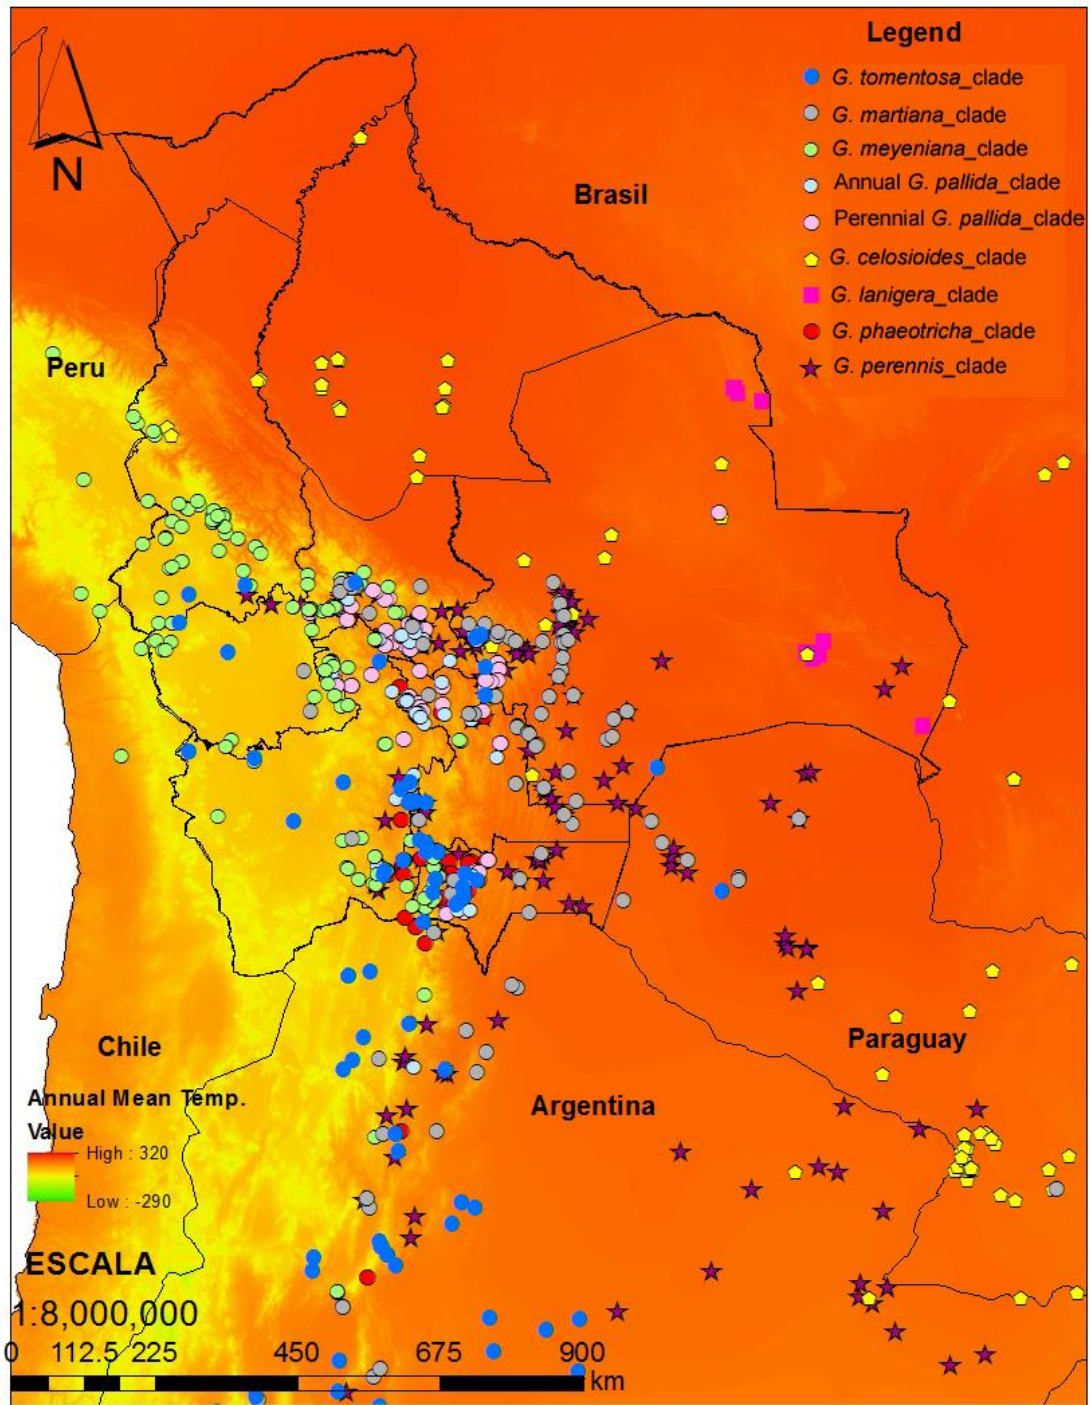 Legend
G. tomentosa_clade
G. martiana_clade
G. meyeniana_clade
Annual G. pallida_clade
Perennial G. pallida_clade
G. celosioides_clade
G. lanigera_clade
G. phaeotricha_clade
G. perennis_clade
N
Brasil
Peru
Chile
Paraguay
Argentina
Annual Mean Temp.
Value
High : 320
Low : -290
ESCALA
1:8,000,000
0 112.5 225 450 675 900
km